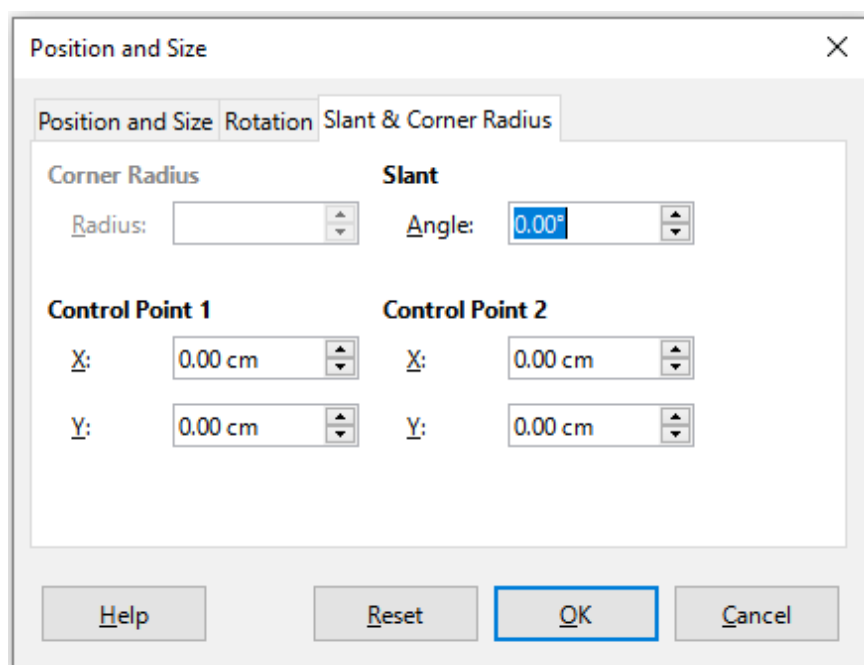 Position and Size
Position and Size Rotation Slant & Corner Radius
Corner Radius Slant
Radius: Angle: 0.00°
Control Point 1 Control Point 2
X: 0.00 cm X: 0.00 cm
Y: 0.00 cm Y: 0.00 cm
Help Reset OK Cancel